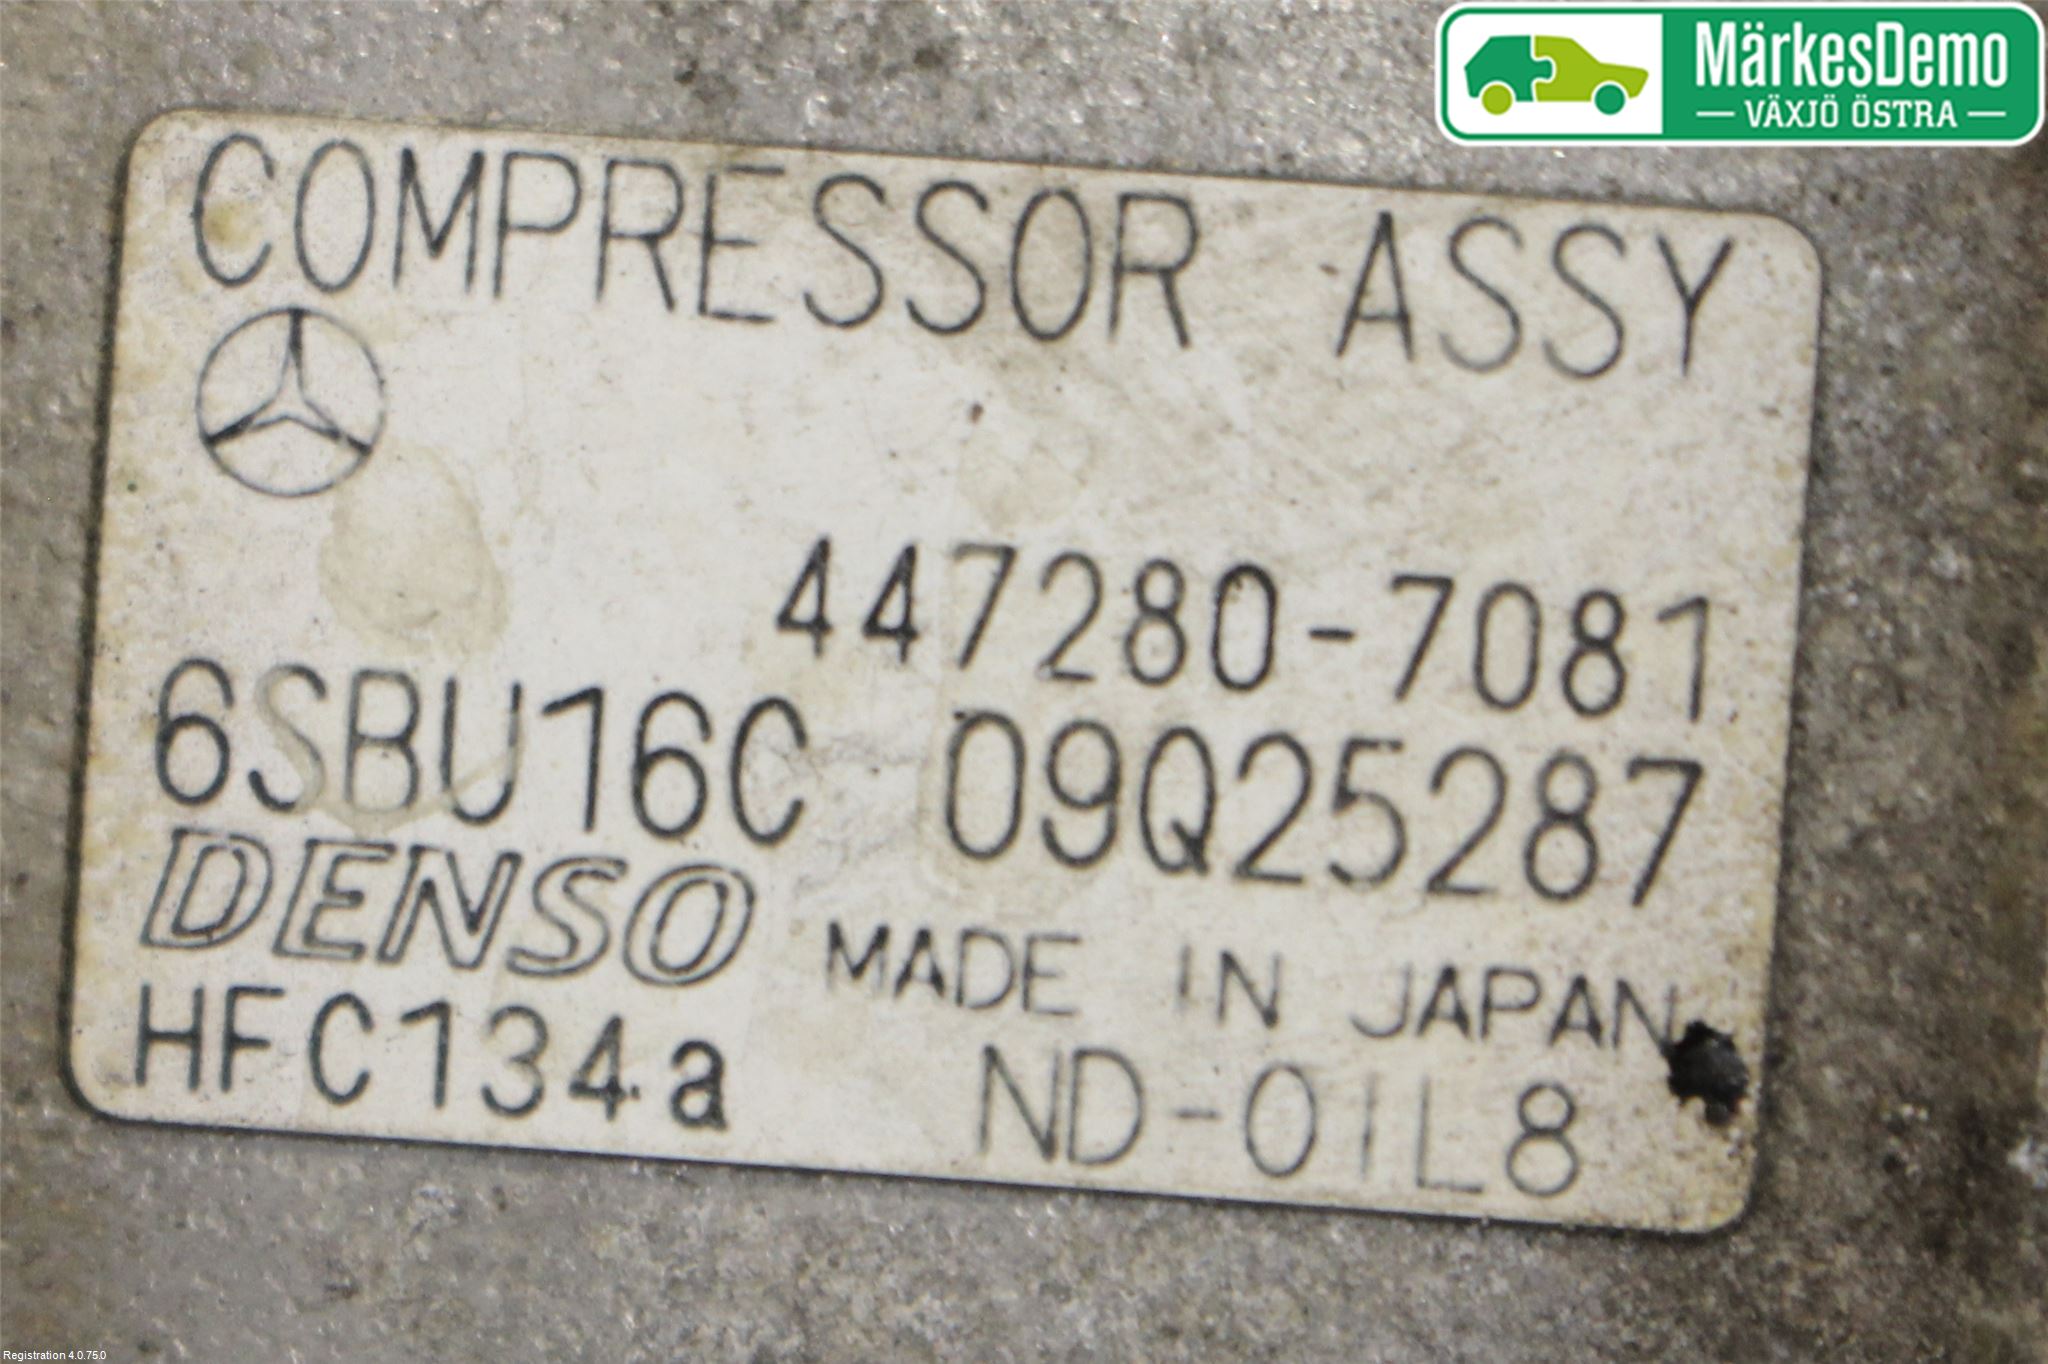 MärkesDemo
VÄXJÖ ÖSTRA
COMPRESSOR ASSY
447280-7081
6SBU16C 09Q25287
DENSO MADE IN JAPAN
HFC134a ND-OIL8
Registration 4.0.75.0